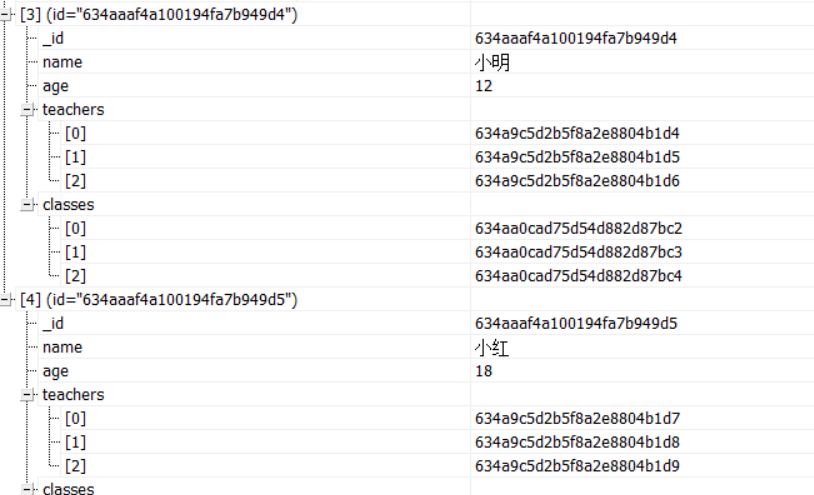 [3] (id="634aaaf4a100194fa7b949d4")
_id 634aaaf4a100194fa7b949d4
name 小明
age 12
teachers
[0] 634a9c5d2b5f8a2e8804b1d4
[1] 634a9c5d2b5f8a2e8804b1d5
[2] 634a9c5d2b5f8a2e8804b1d6
classes
[0] 634aa0cad75d54d882d87bc2
[1] 634aa0cad75d54d882d87bc3
[2] 634aa0cad75d54d882d87bc4
[4] (id="634aaaf4a100194fa7b949d5")
_id 634aaaf4a100194fa7b949d5
name 小红
age 18
teachers
[0] 634a9c5d2b5f8a2e8804b1d7
[1] 634a9c5d2b5f8a2e8804b1d8
[2] 634a9c5d2b5f8a2e8804b1d9
classes